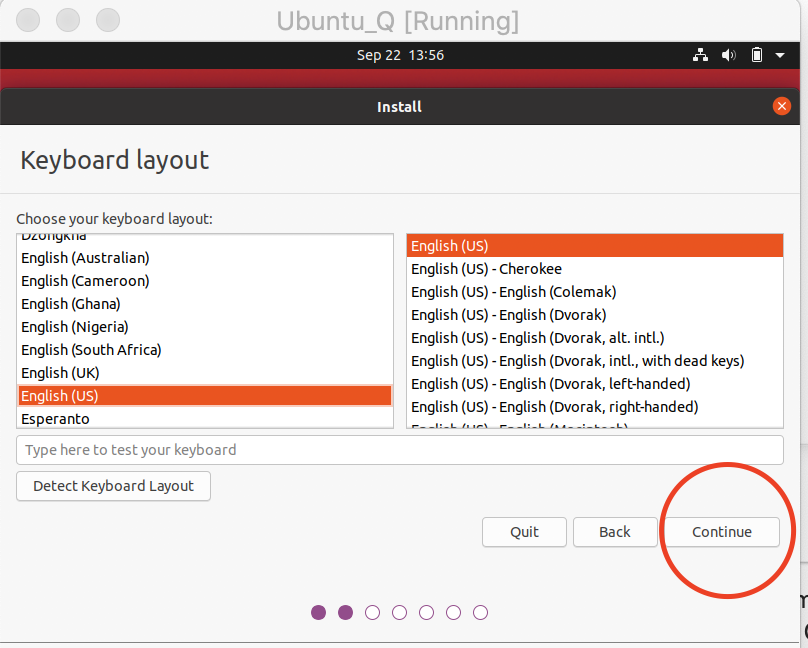 Ubuntu_Q [Running]
Sep 22 13:56
Install
Keyboard layout
Choose your keyboard layout:
Dzongkha
English (Australian)
English (Cameroon)
English (Ghana)
English (Nigeria)
English (South Africa)
English (UK)
English (US)
Esperanto
English (US)
English (US) - Cherokee
English (US) - English (Colemak)
English (US) - English (Dvorak)
English (US) - English (Dvorak, alt. intl.)
English (US) - English (Dvorak, intl., with dead keys)
English (US) - English (Dvorak, left-handed)
English (US) - English (Dvorak, right-handed)
English (US) - English (Macintosh)
Type here to test your keyboard
Detect Keyboard Layout
Quit Back Continue